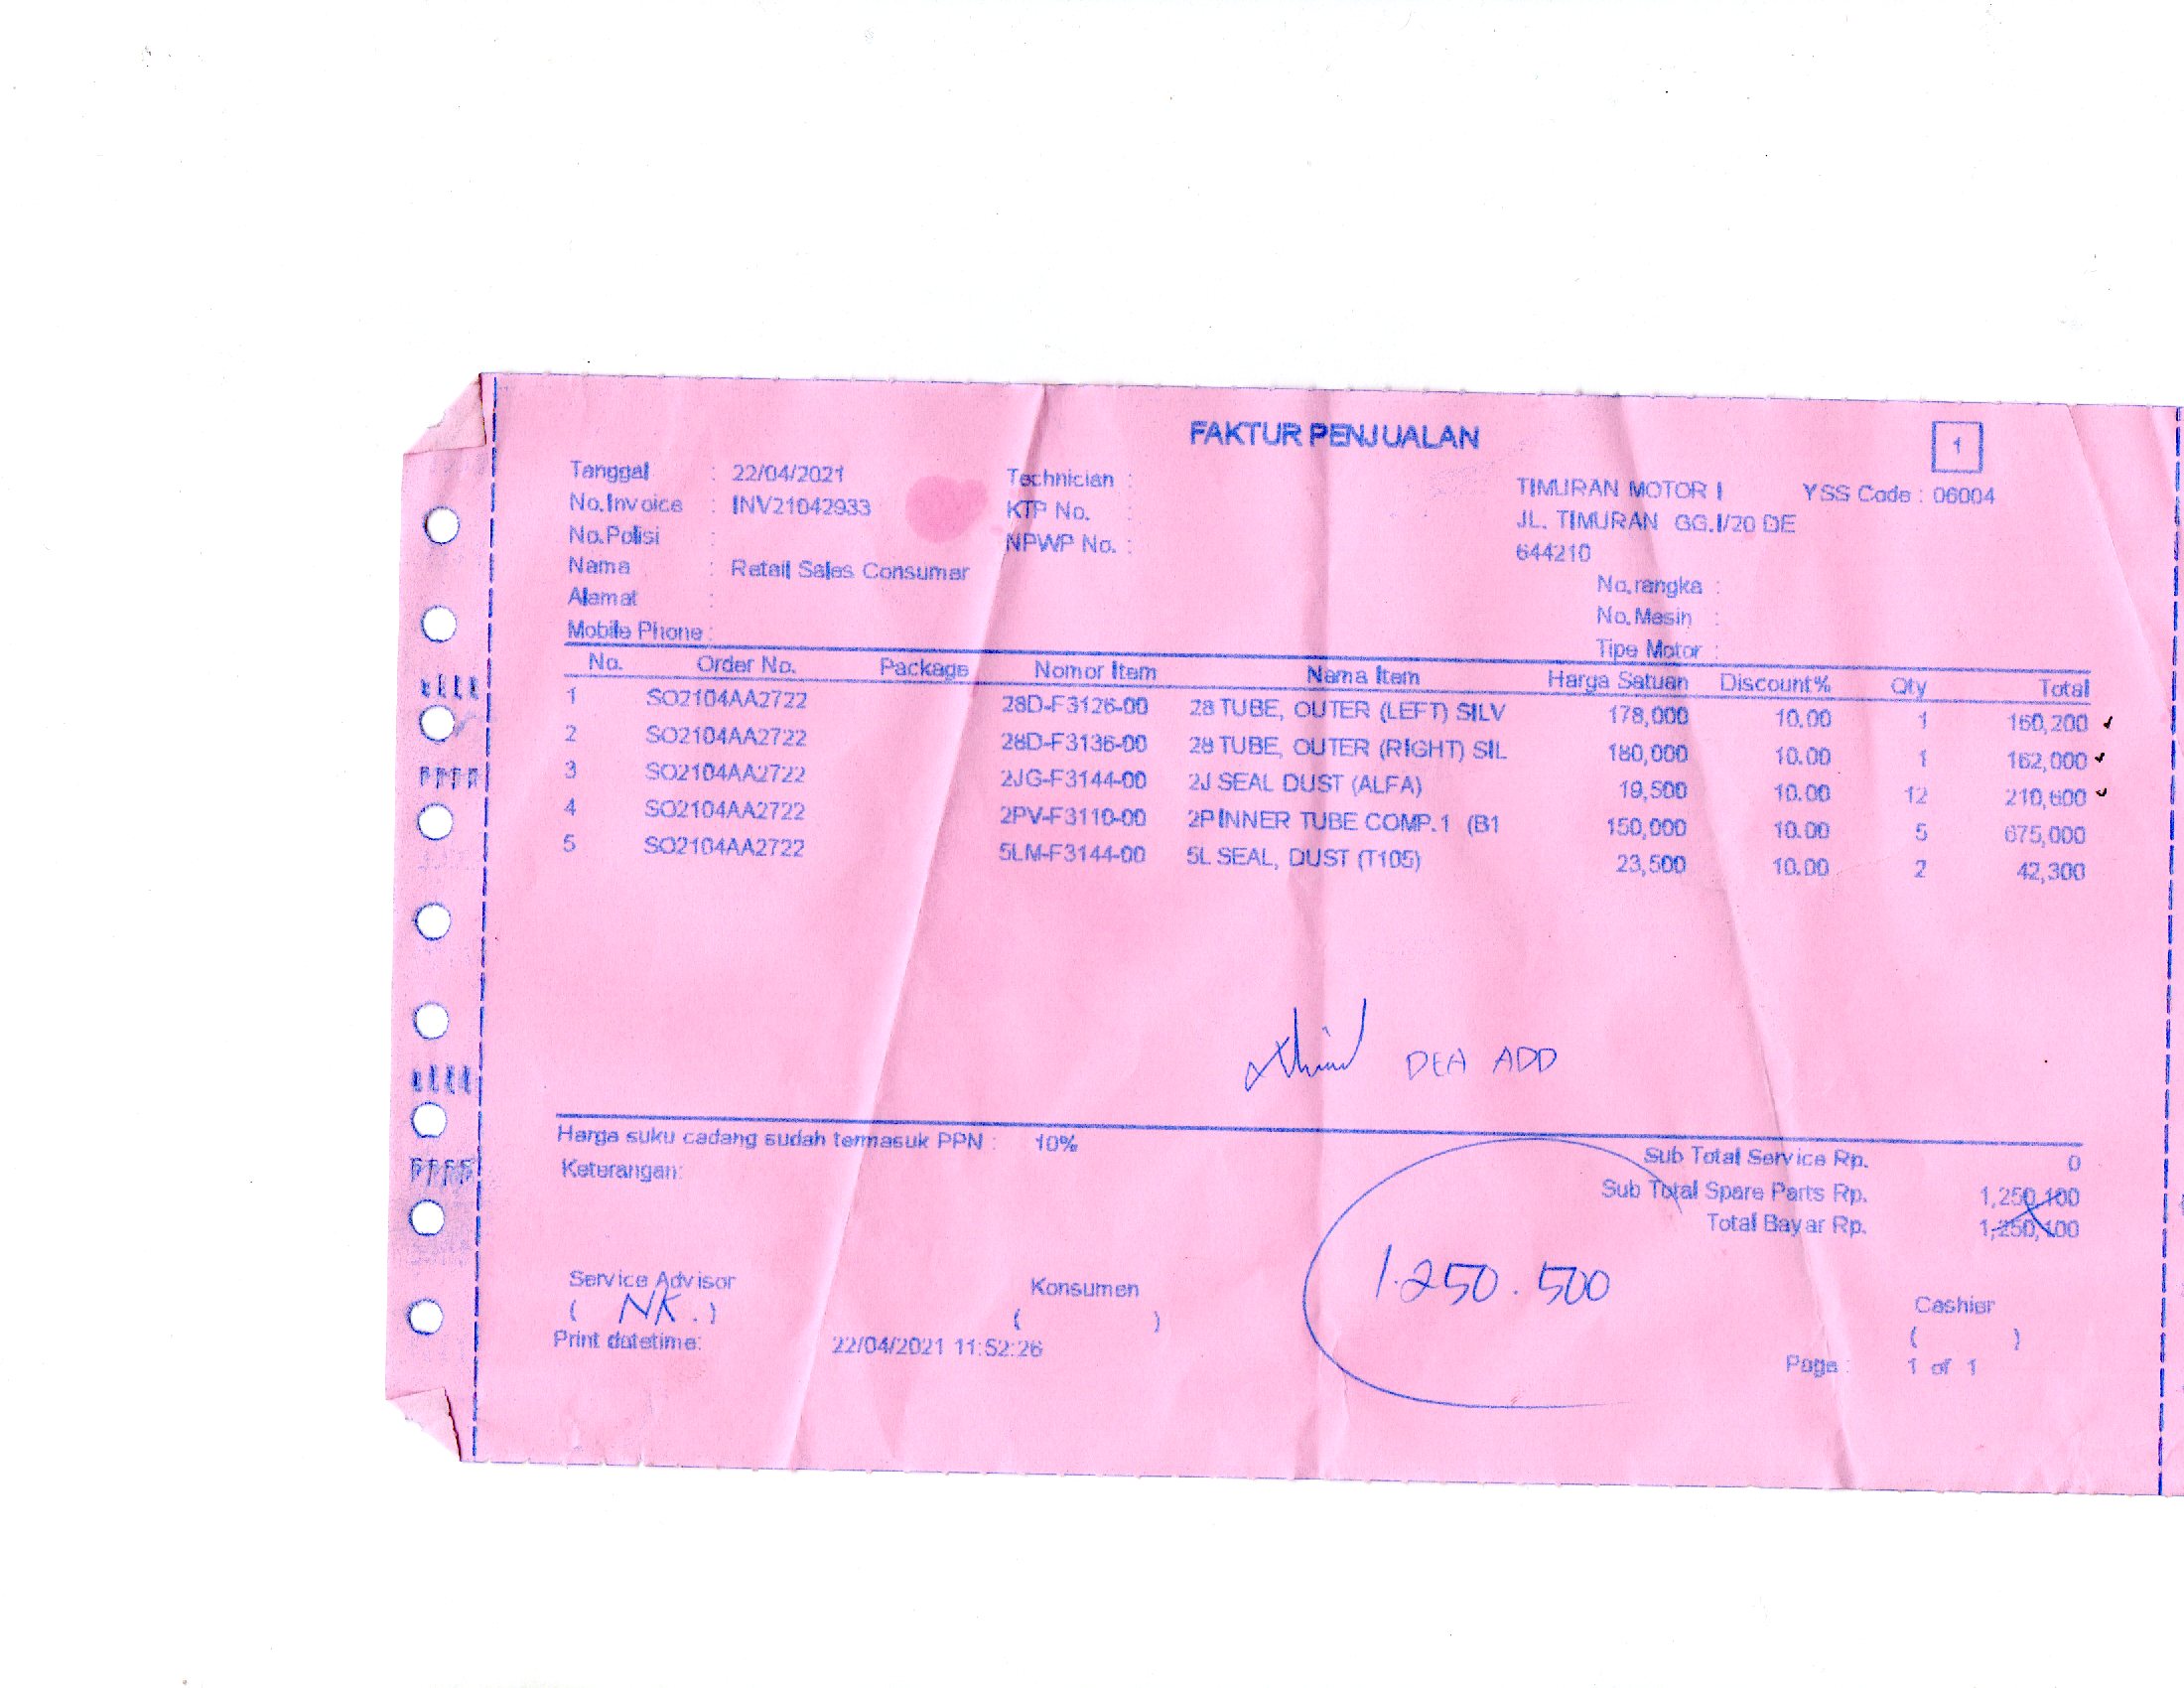 FAKTUR PENJUALAN
1
Tanggal : 22/04/2021 Technician :
TIMURAN MOTOR I YSS Code : 06004
No.Invoice : INV21042933 KTP No. :
JL. TIMURAN GG.I/20 DE
No.Polisi : NPWP No. :
644210
Nama : Retail Sales Consumer
No.rangka :
Alamat :
No.Mesin :
Mobile Phone :
Tipe Motor :
No. Order No. Package Nomor Item Nama Item Harga Satuan Discount% Qty Total
1 SO2104AA2722 28D-F3126-00 28 TUBE, OUTER (LEFT) SILV 178,000 10.00 1 160,200
2 SO2104AA2722 28D-F3136-00 28 TUBE, OUTER (RIGHT) SIL 180,000 10.00 1 162,000
3 SO2104AA2722 2JG-F3144-00 2J SEAL DUST (ALFA) 19,500 10.00 12 210,600
4 SO2104AA2722 2PV-F3110-00 2P INNER TUBE COMP.1 (B1 150,000 10.00 5 675,000
5 SO2104AA2722 5LM-F3144-00 5L SEAL, DUST (T105) 23,500 10.00 2 42,300
DEA ADD
Harga suku cadang sudah termasuk PPN : 10%
Sub Total Service Rp. 0
Keterangan:
Sub Total Spare Parts Rp. 1,250,100
Total Bayar Rp. 1,250,100
1.250.500
Service Advisor Konsumen Cashier
( NK. ) ( ) ( )
Print datetime: 22/04/2021 11:52:26
Page : 1 of 1